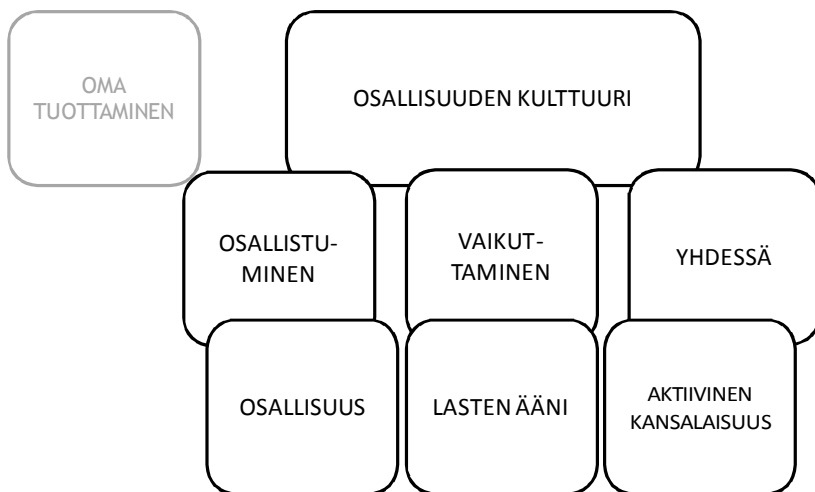 OMA
TUOTTAMINEN
OSALLISUUDEN KULTTUURI
OSALLISTU-
MINEN
VAIKUT-
TAMINEN
YHDESSÄ
OSALLISUUS
LASTEN ÄÄNI
AKTIIVINEN
KANSALAISUUS